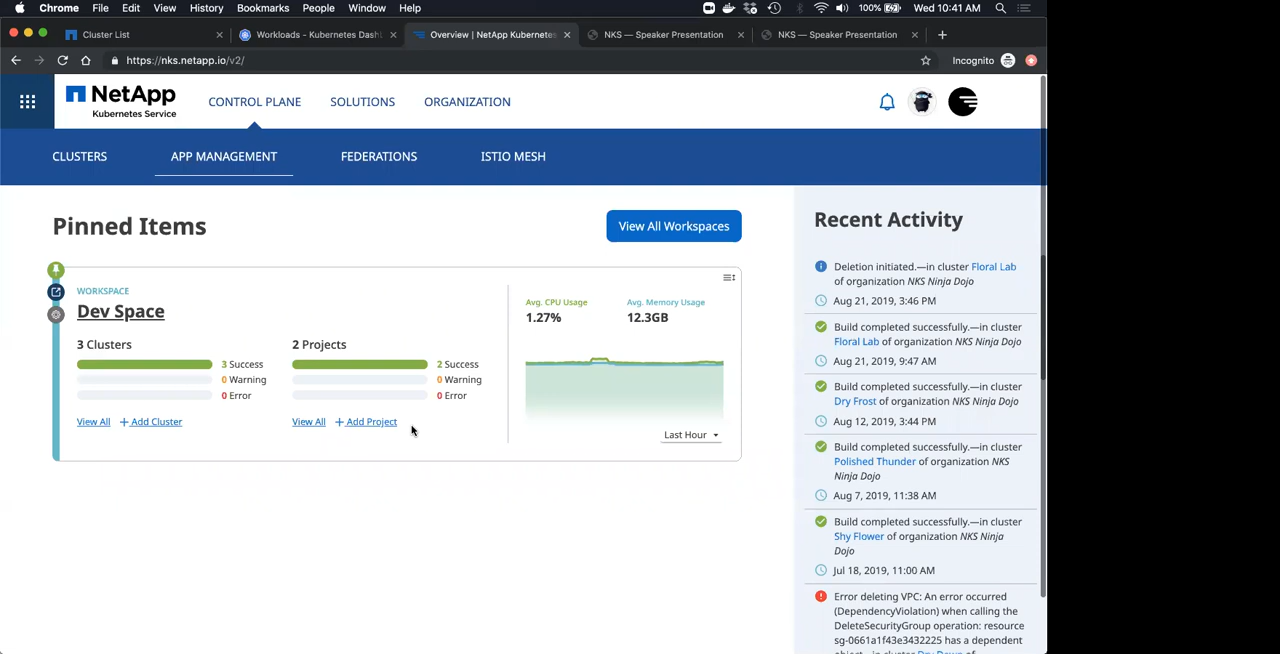 Chrome File Edit View History Bookmarks People Window Help 100% Wed 10:41 AM
Cluster List Workloads - Kubernetes Dash Overview | NetApp Kubernetes NKS — Speaker Presentation NKS — Speaker Presentation
https://nks.netapp.io/v2/ Incognito
NetApp
Kubernetes Service
CONTROL PLANE SOLUTIONS ORGANIZATION
CLUSTERS APP MANAGEMENT FEDERATIONS ISTIO MESH
Pinned Items
View All Workspaces
WORKSPACE
Dev Space
3 Clusters
3 Success
0 Warning
0 Error
View All + Add Cluster
2 Projects
2 Success
0 Warning
0 Error
View All + Add Project
Avg. CPU Usage
1.27%
Avg. Memory Usage
12.3GB
Last Hour
Recent Activity
Deletion initiated.—in cluster Floral Lab
of organization NKS Ninja Dojo
Aug 21, 2019, 3:46 PM
Build completed successfully.—in cluster
Floral Lab of organization NKS Ninja Dojo
Aug 21, 2019, 9:47 AM
Build completed successfully.—in cluster
Dry Frost of organization NKS Ninja Dojo
Aug 12, 2019, 3:44 PM
Build completed successfully.—in cluster
Polished Thunder of organization NKS
Ninja Dojo
Aug 7, 2019, 11:38 AM
Build completed successfully.—in cluster
Shy Flower of organization NKS Ninja
Dojo
Jul 18, 2019, 11:00 AM
Error deleting VPC: An error occurred
(DependencyViolation) when calling the
DeleteSecurityGroup operation: resource
sg-0661a1f43e3432225 has a dependent
object—in cluster